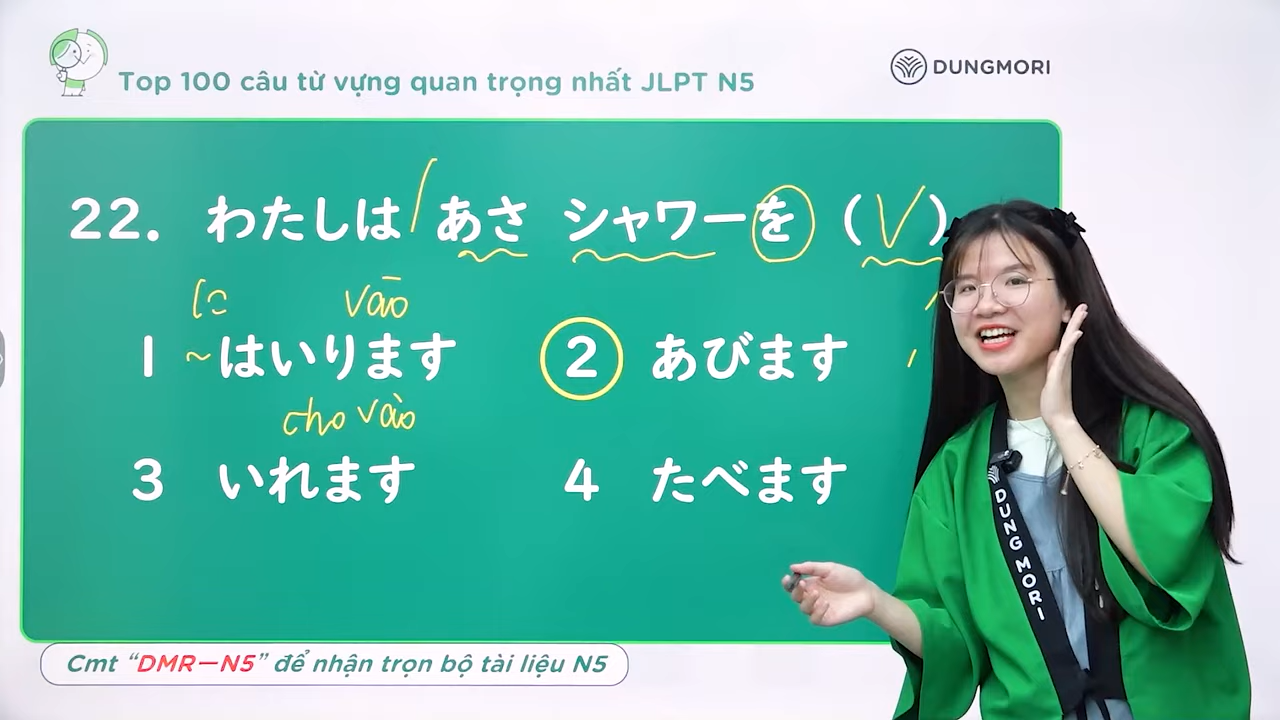 Top 100 câu từ vựng quan trọng nhất JLPT N5
DUNGMORI
22. わたしは / あさ シャワーを ( V )
に vào
1 ~はいります 2 あびます
cho vào
3 いれます 4 たべます
DUNG MORI
Cmt “DMR–N5” để nhận trọn bộ tài liệu N5